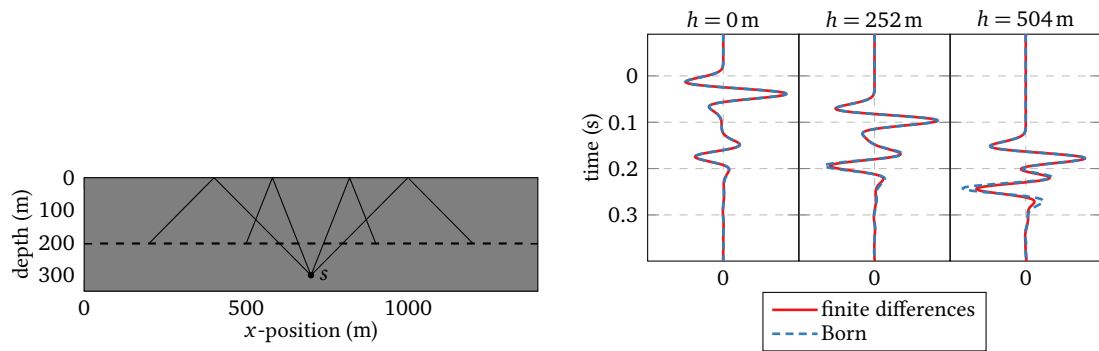 0
100
200
300
depth (m)
s
0
500
1000
x-position (m)
h = 0 m
h = 252 m
h = 504 m
0
0.1
0.2
0.3
time (s)
0
0
0
finite differences
Born